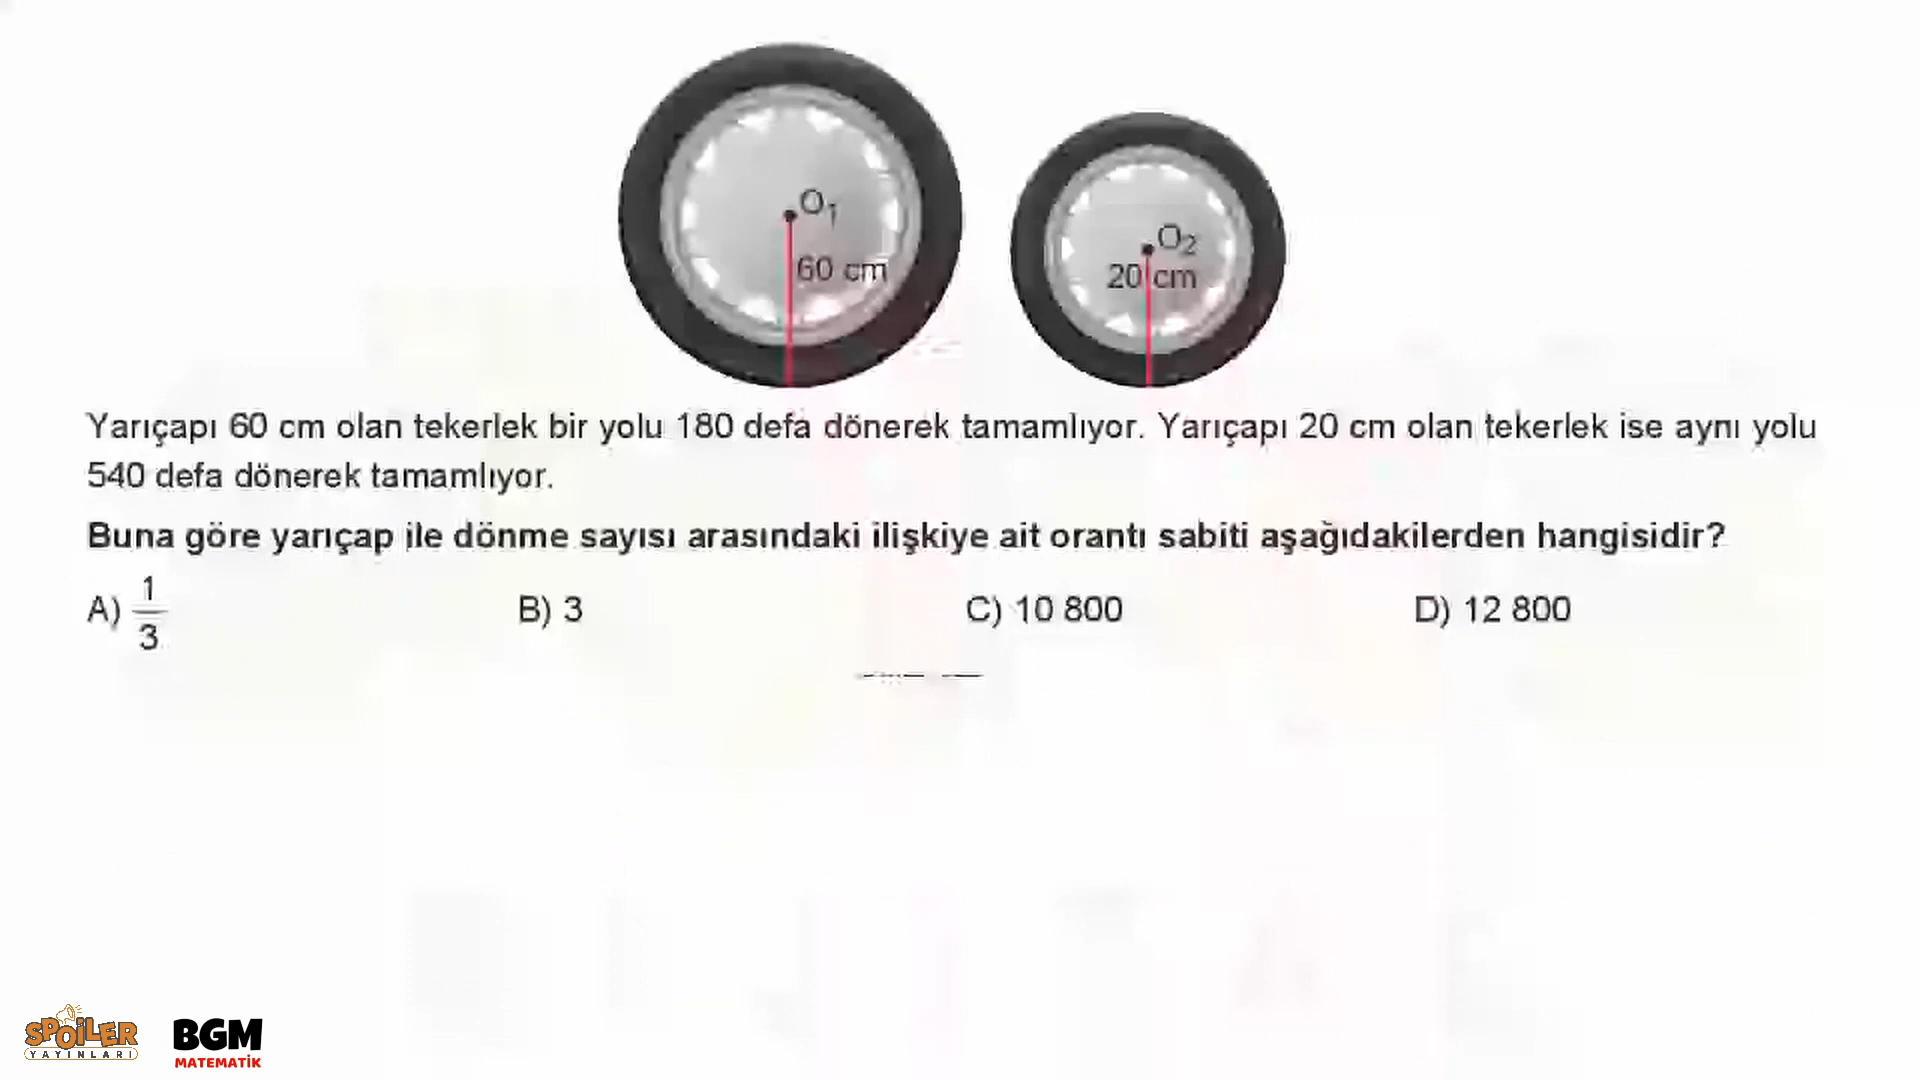 O1
60 cm
O2
20 cm
Yarıçapı 60 cm olan tekerlek bir yolu 180 defa dönerek tamamlıyor. Yarıçapı 20 cm olan tekerlek ise aynı yolu
540 defa dönerek tamamlıyor.
Buna göre yarıçap ile dönme sayısı arasındaki ilişkiye ait orantı sabiti aşağıdakilerden hangisidir?
A) 1/3 B) 3 C) 10 800 D) 12 800
SPOİLER
YAYINLARI
BGM
MATEMATİK